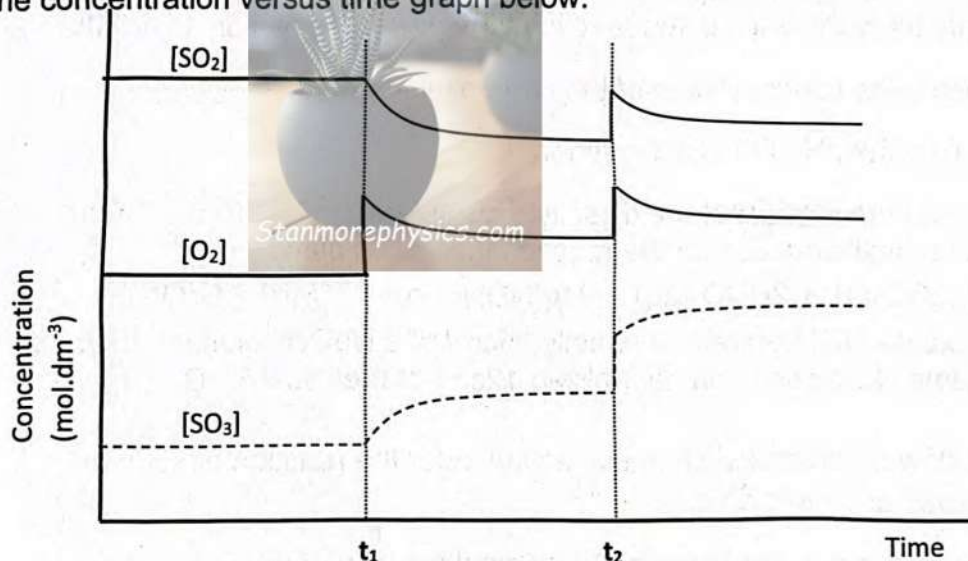 the concentration versus time graph below.
[SO₂]
[O₂]
Stanmorephysics.com
[SO₃]
Concentration
(mol.dm⁻³)
t₁
t₂
Time